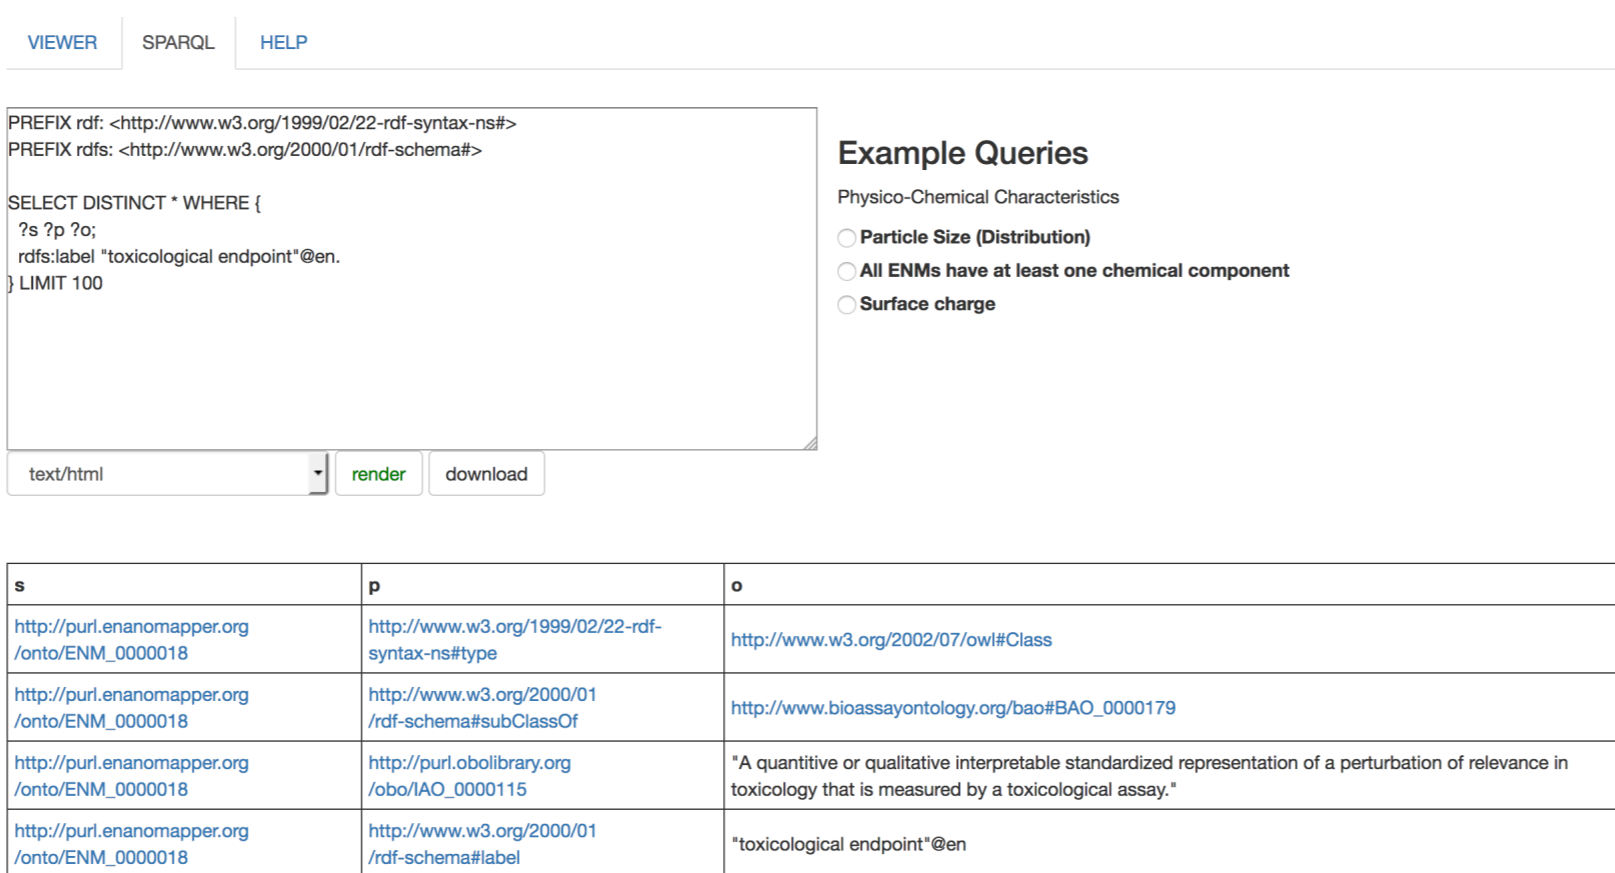 VIEWER SPARQL HELP
PREFIX rdf: <http://www.w3.org/1999/02/22-rdf-syntax-ns#>
PREFIX rdfs: <http://www.w3.org/2000/01/rdf-schema#>
SELECT DISTINCT * WHERE {
?s ?p ?o;
rdfs:label "toxicological endpoint"@en.
} LIMIT 100
Example Queries
Physico-Chemical Characteristics
Particle Size (Distribution)
All ENMs have at least one chemical component
Surface charge
text/html render download
s p o
http://purl.enanomapper.org
/onto/ENM_0000018
http://www.w3.org/1999/02/22-rdf-
syntax-ns#type
http://www.w3.org/2002/07/owl#Class
http://purl.enanomapper.org
/onto/ENM_0000018
http://www.w3.org/2000/01
/rdf-schema#subClassOf
http://www.bioassayontology.org/bao#BAO_0000179
http://purl.enanomapper.org
/onto/ENM_0000018
http://purl.obolibrary.org
/obo/IAO_0000115
"A quantitive or qualitative interpretable standardized representation of a perturbation of relevance in
toxicology that is measured by a toxicological assay."
http://purl.enanomapper.org
/onto/ENM_0000018
http://www.w3.org/2000/01
/rdf-schema#label
"toxicological endpoint"@en